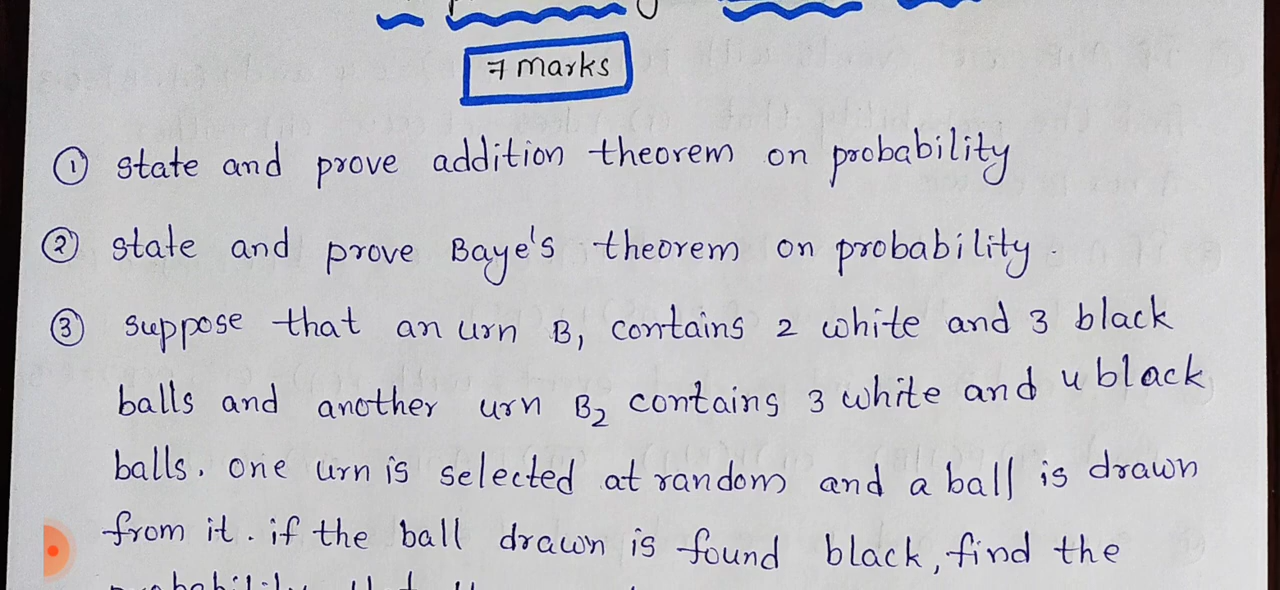 7 marks
① state and prove addition theorem on probability
② state and prove Baye's theorem on probability.
③ suppose that an urn B₁ contains 2 white and 3 black
balls and another urn B₂ contains 3 white and 4 black
balls. one urn is selected at random and a ball is drawn
from it. if the ball drawn is found black, find the